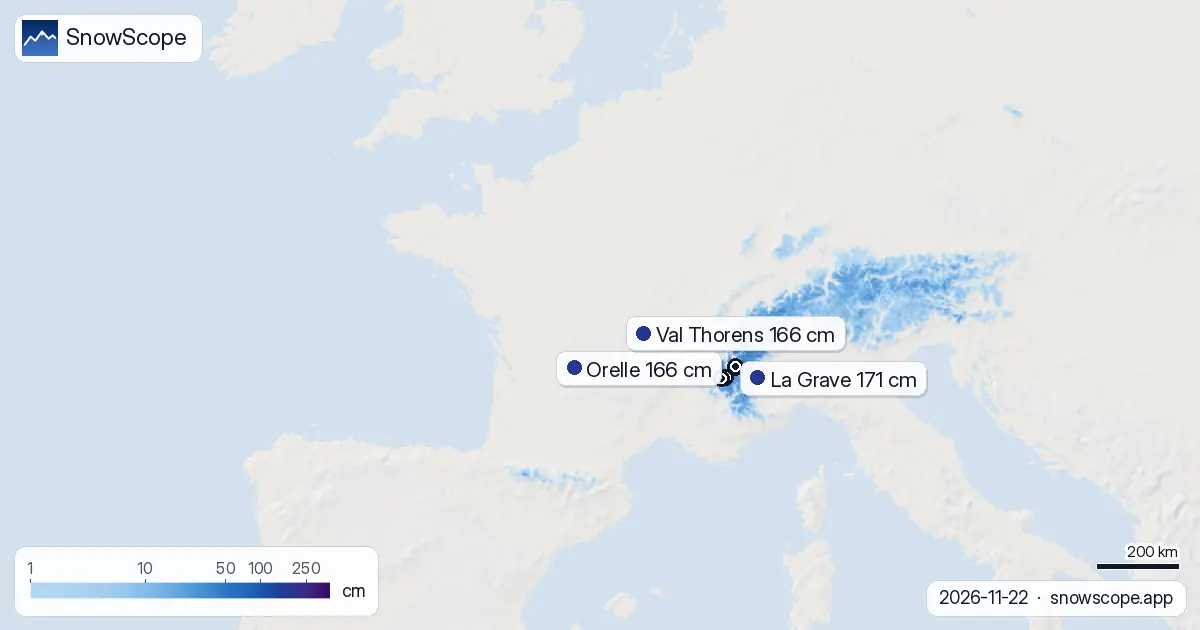 SnowScope
Val Thorens 166 cm
Orelle 166 cm
La Grave 171 cm
1 10 50 100 250
cm
200 km
2026-11-22 · snowscope.app